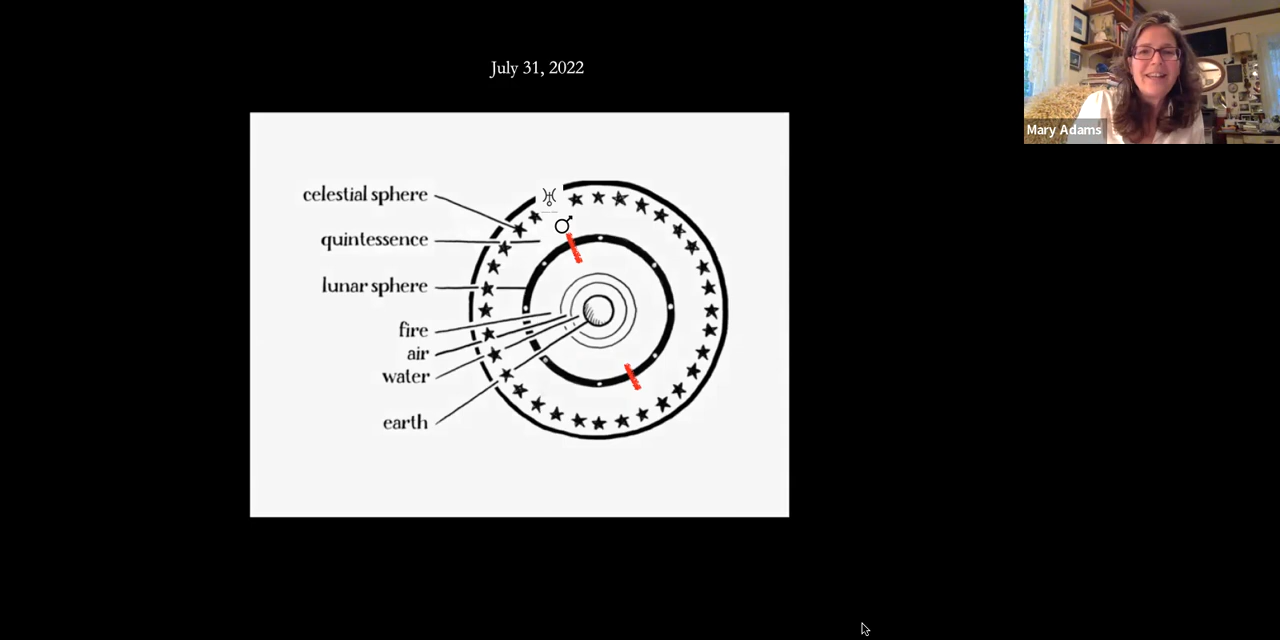 July 31, 2022
Mary Adams
celestial sphere
quintessence
lunar sphere
fire
air
water
earth